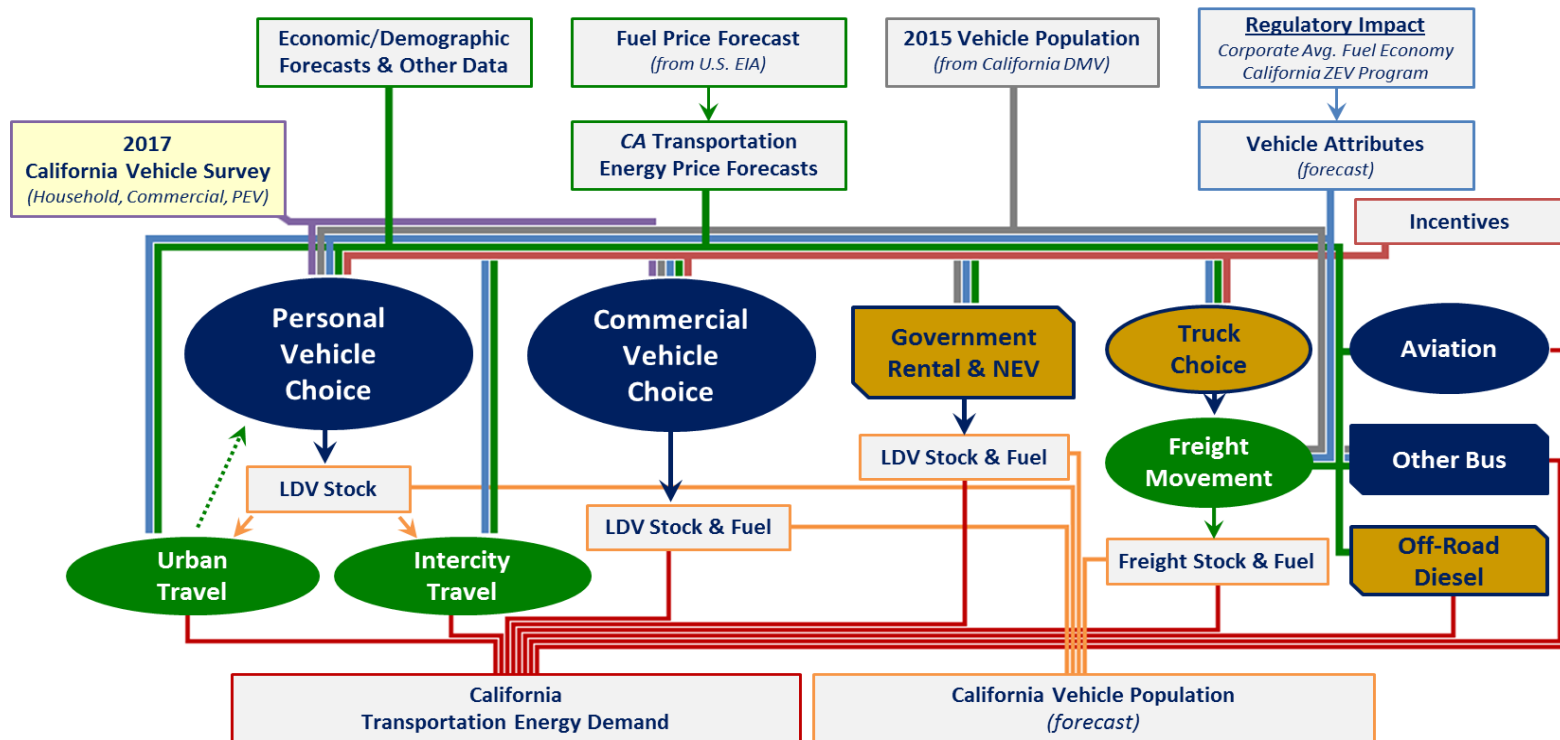 Economic/Demographic
Forecasts & Other Data
Fuel Price Forecast
(from U.S. EIA)
2015 Vehicle Population
(from California DMV)
Regulatory Impact
Corporate Avg. Fuel Economy
California ZEV Program
2017
California Vehicle Survey
(Household, Commercial, PEV)
CA Transportation
Energy Price Forecasts
Vehicle Attributes
(forecast)
Incentives
Personal
Vehicle
Choice
Commercial
Vehicle
Choice
Government
Rental & NEV
Truck
Choice
Aviation
LDV Stock
LDV Stock & Fuel
LDV Stock & Fuel
Freight
Movement
Other Bus
Urban
Travel
Intercity
Travel
Freight Stock & Fuel
Off-Road
Diesel
California
Transportation Energy Demand
California Vehicle Population
(forecast)